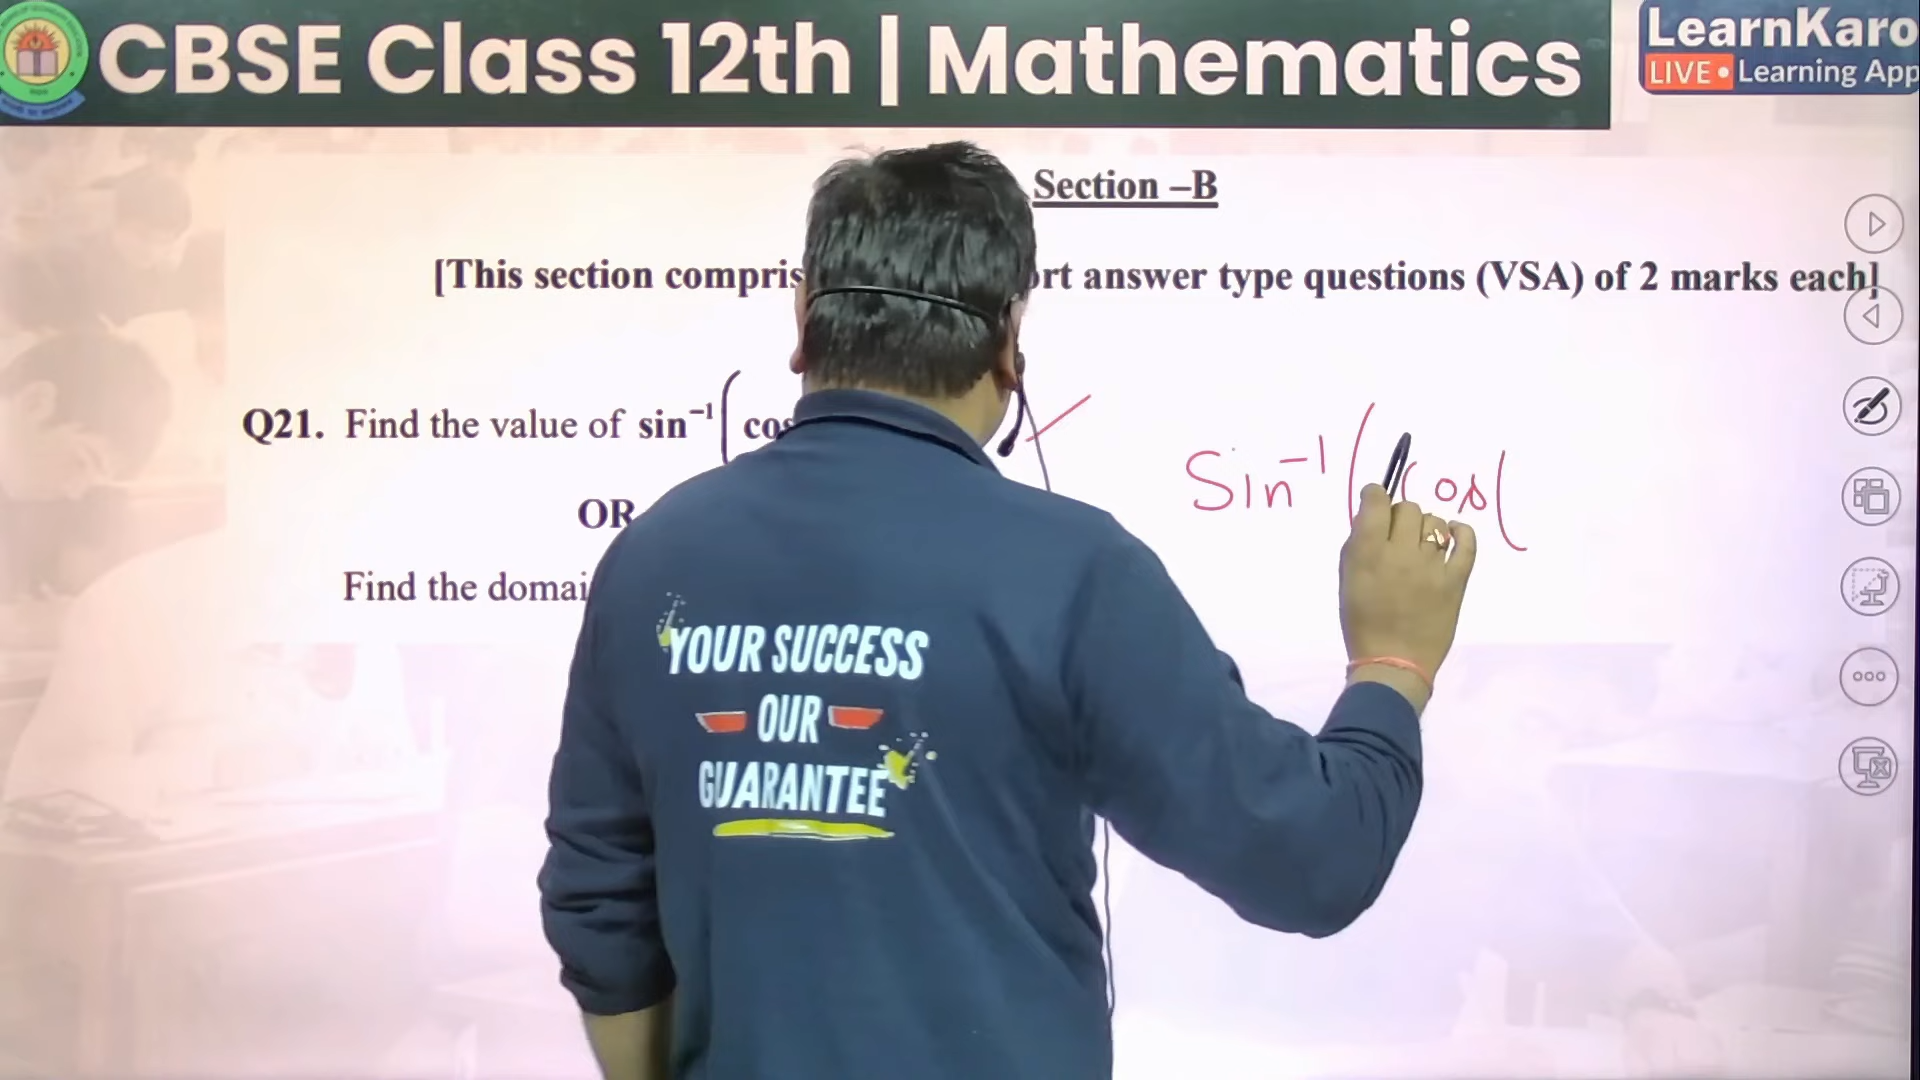 CBSE Class 12th | Mathematics
LearnKaro
LIVE • Learning App
Section –B
[This section compris rt answer type questions (VSA) of 2 marks each]
Q21. Find the value of sin⁻¹( cos
Sin⁻¹ ( cos(
OR
Find the domai
YOUR SUCCESS
OUR
GUARANTEE